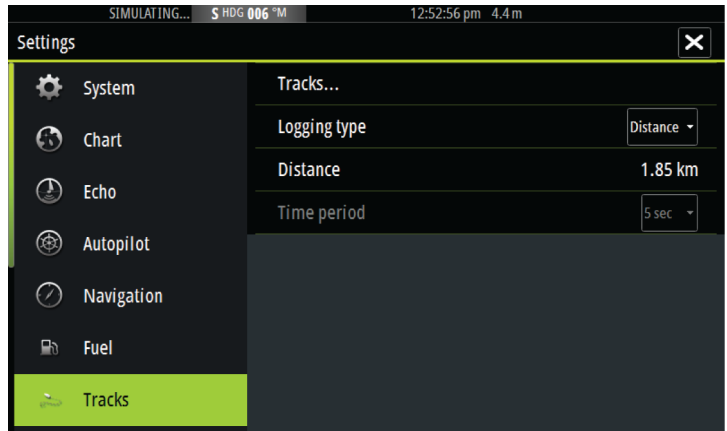 SIMULATING... S HDG 006 °M 12:52:56 pm 4.4 m
Settings
System
Chart
Echo
Autopilot
Navigation
Fuel
Tracks
Tracks...
Logging type Distance
Distance 1.85 km
Time period 5 sec